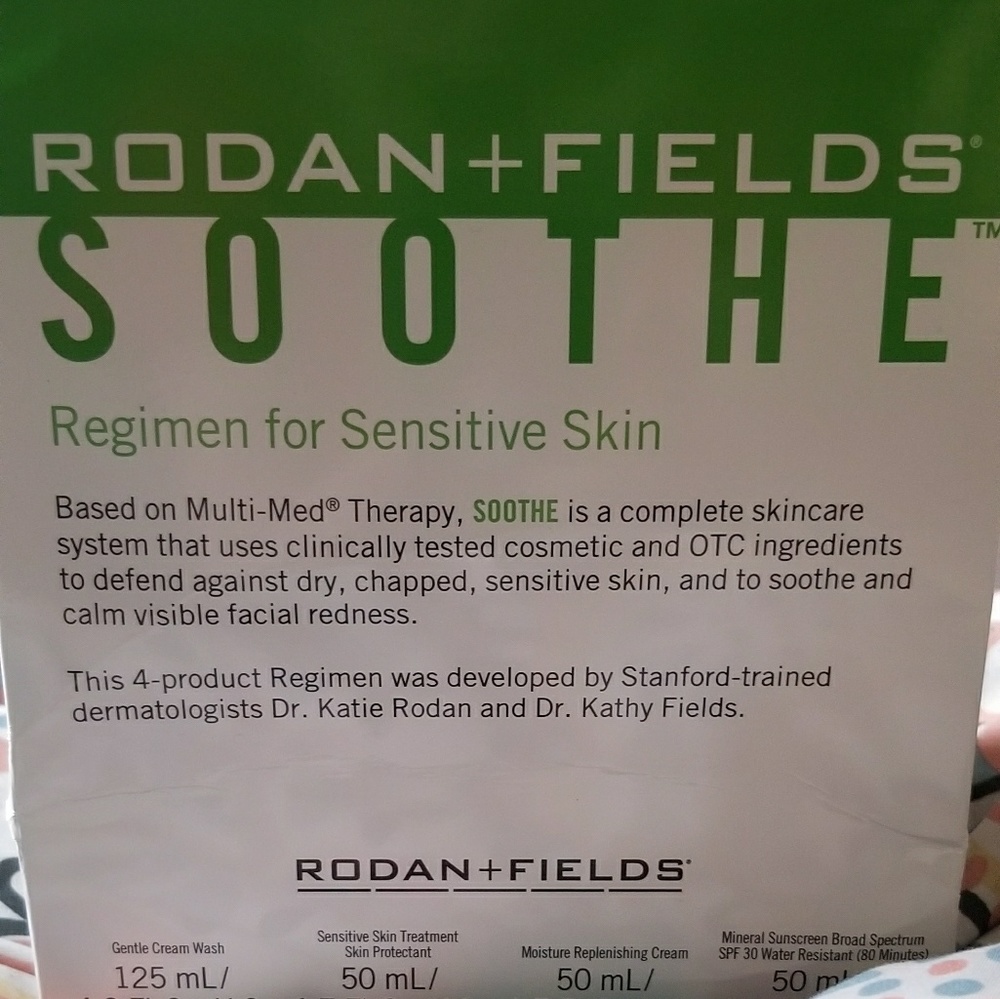 RODAN+FIELDS®
SOOTHE™
Regimen for Sensitive Skin
Based on Multi-Med® Therapy, SOOTHE is a complete skincare
system that uses clinically tested cosmetic and OTC ingredients
to defend against dry, chapped, sensitive skin, and to soothe and
calm visible facial redness.
This 4-product Regimen was developed by Stanford-trained
dermatologists Dr. Katie Rodan and Dr. Kathy Fields.
RODAN+FIELDS®
Gentle Cream Wash
125 mL/
Sensitive Skin Treatment
Skin Protectant
50 mL/
Moisture Replenishing Cream
50 mL/
Mineral Sunscreen Broad Spectrum
SPF 30 Water Resistant (80 Minutes)
50